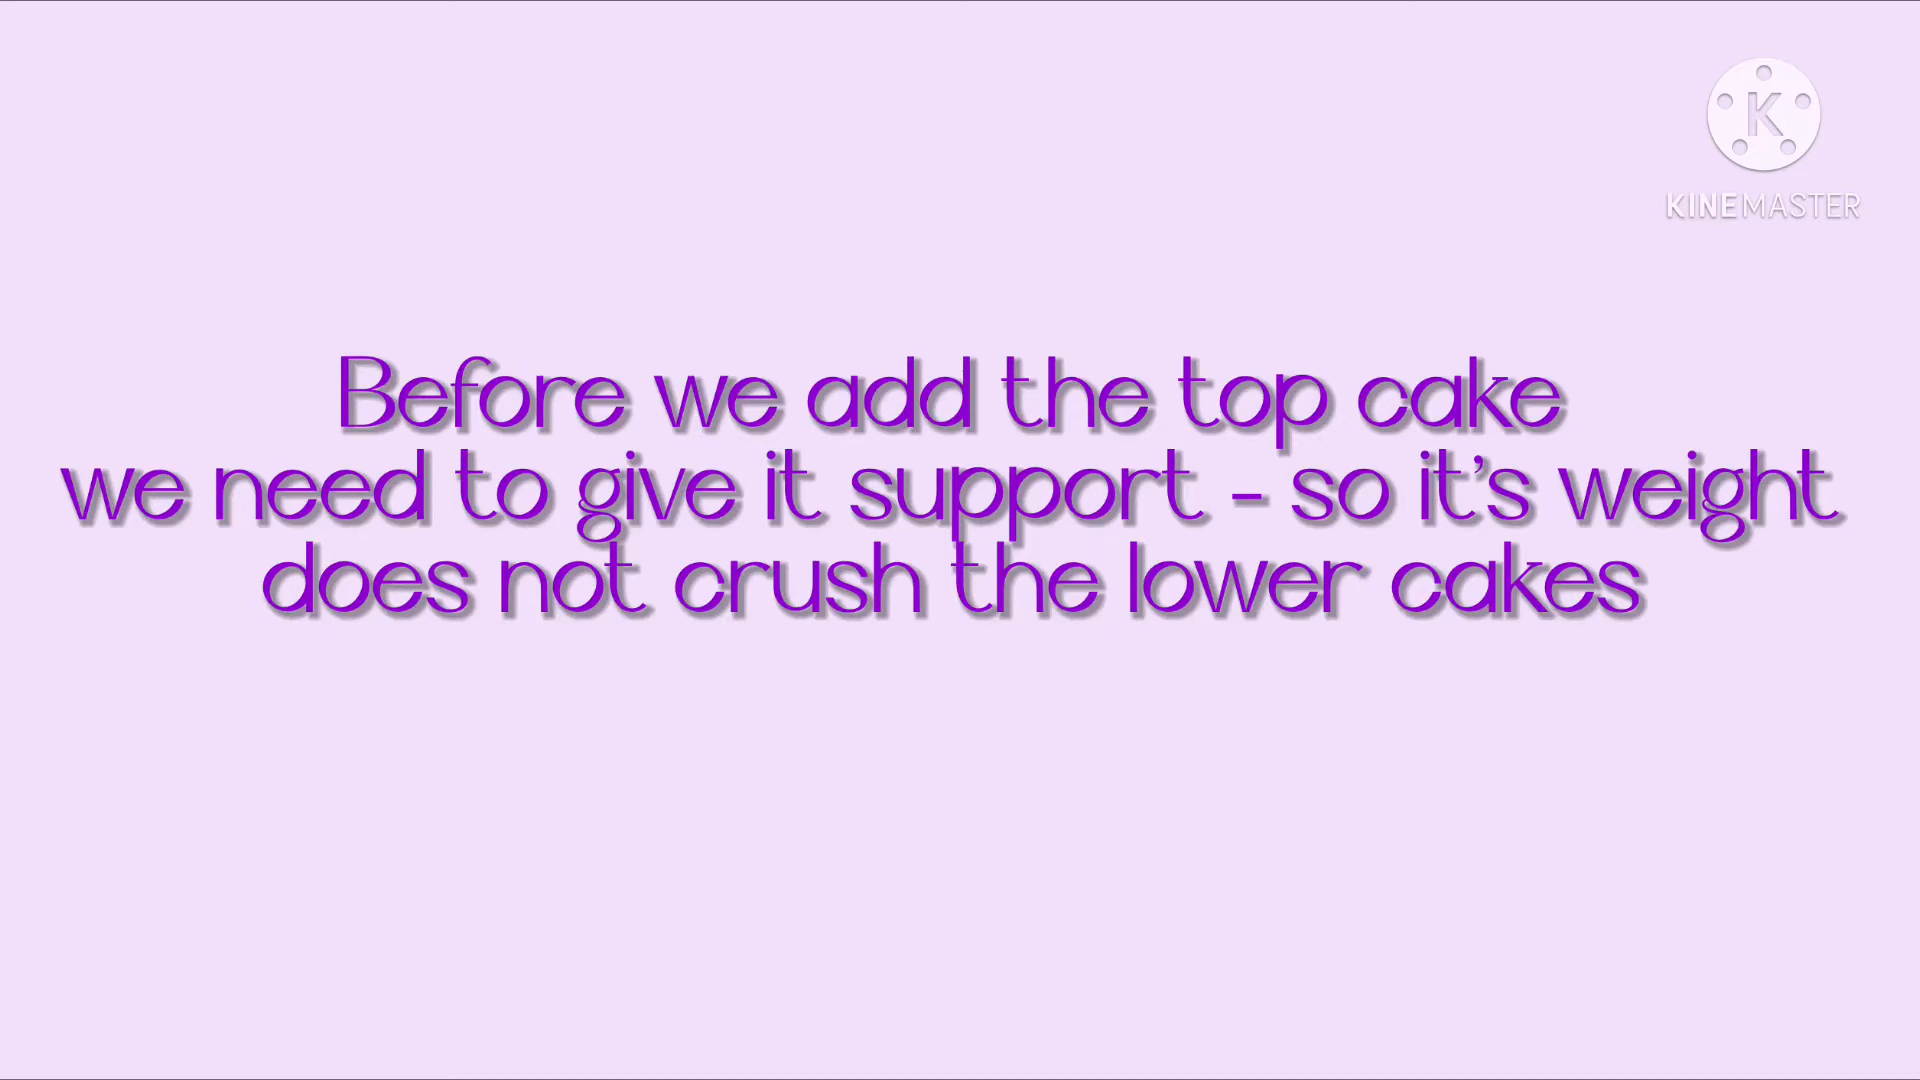 K
KINEMASTER
Before we add the top cake
we need to give it support - so it's weight
does not crush the lower cakes